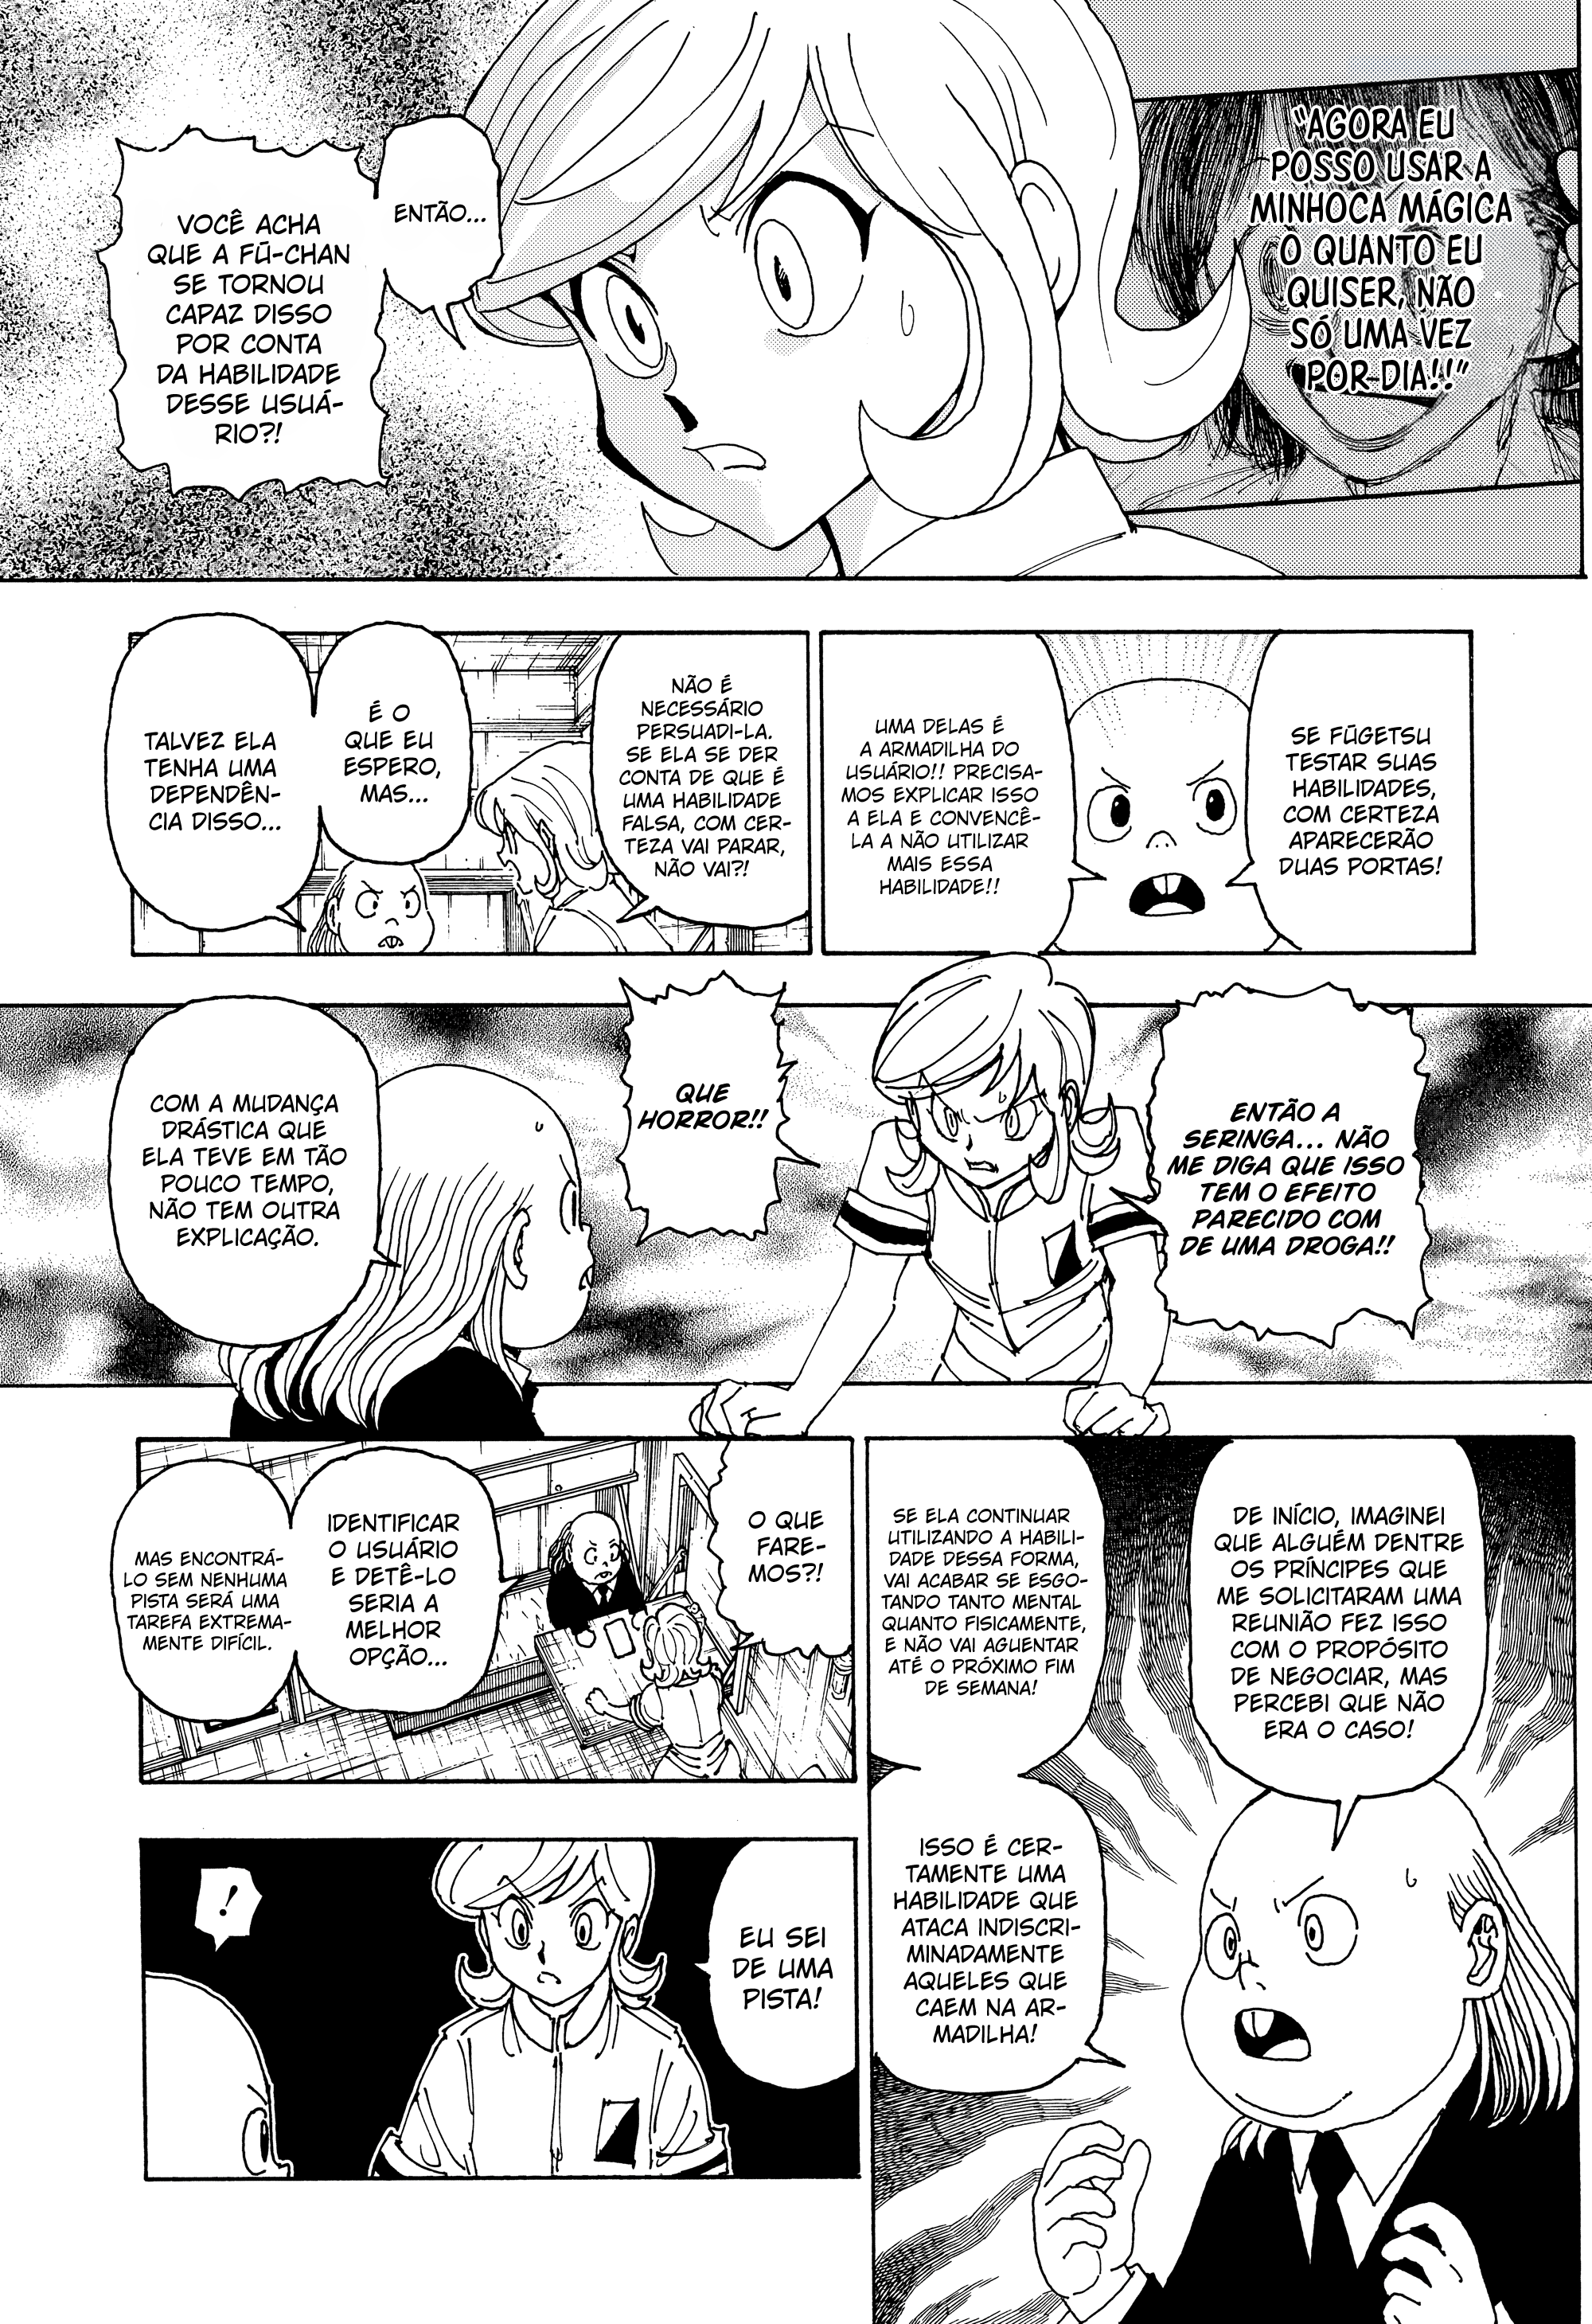 “AGORA EU
POSSO USAR A
MINHOCA MÁGICA
O QUANTO EU
QUISER, NÃO
SÓ UMA VEZ
POR DIA!!”
ENTÃO...
VOCÊ ACHA
QUE A FŪ-CHAN
SE TORNOU
CAPAZ DISSO
POR CONTA
DA HABILIDADE
DESSE USUÁ-
RIO?!
SE FŪGETSU
TESTAR SUAS
HABILIDADES,
COM CERTEZA
APARECERÃO
DUAS PORTAS!
UMA DELAS É
A ARMADILHA DO
USUÁRIO!! PRECISA-
MOS EXPLICAR ISSO
A ELA E CONVENCÊ-
LA A NÃO UTILIZAR
MAIS ESSA
HABILIDADE!!
NÃO É
NECESSÁRIO
PERSUADI-LA.
SE ELA SE DER
CONTA DE QUE É
UMA HABILIDADE
FALSA, COM CER-
TEZA VAI PARAR,
NÃO VAI?!
É O
QUE EU
ESPERO,
MAS...
TALVEZ ELA
TENHA UMA
DEPENDÊN-
CIA DISSO...
ENTÃO A
SERINGA... NÃO
ME DIGA QUE ISSO
TEM O EFEITO
PARECIDO COM
DE UMA DROGA!!
QUE
HORROR!!
COM A MUDANÇA
DRÁSTICA QUE
ELA TEVE EM TÃO
POUCO TEMPO,
NÃO TEM OUTRA
EXPLICAÇÃO.
DE INÍCIO, IMAGINEI
QUE ALGUÉM DENTRE
OS PRÍNCIPES QUE
ME SOLICITARAM UMA
REUNIÃO FEZ ISSO
COM O PROPÓSITO
DE NEGOCIAR, MAS
PERCEBI QUE NÃO
ERA O CASO!
SE ELA CONTINUAR
UTILIZANDO A HABILI-
DADE DESSA FORMA,
VAI ACABAR SE ESGO-
TANDO TANTO MENTAL
QUANTO FISICAMENTE,
E NÃO VAI AGUENTAR
ATÉ O PRÓXIMO FIM
DE SEMANA!
ISSO É CER-
TAMENTE UMA
HABILIDADE QUE
ATACA INDISCRI-
MINADAMENTE
AQUELES QUE
CAEM NA AR-
MADILHA!
O QUE
FARE-
MOS?!
IDENTIFICAR
O USUÁRIO
E DETÊ-LO
SERIA A
MELHOR
OPÇÃO...
MAS ENCONTRÁ-
LO SEM NENHUMA
PISTA SERÁ UMA
TAREFA EXTREMA-
MENTE DIFÍCIL.
EU SEI
DE UMA
PISTA!
!